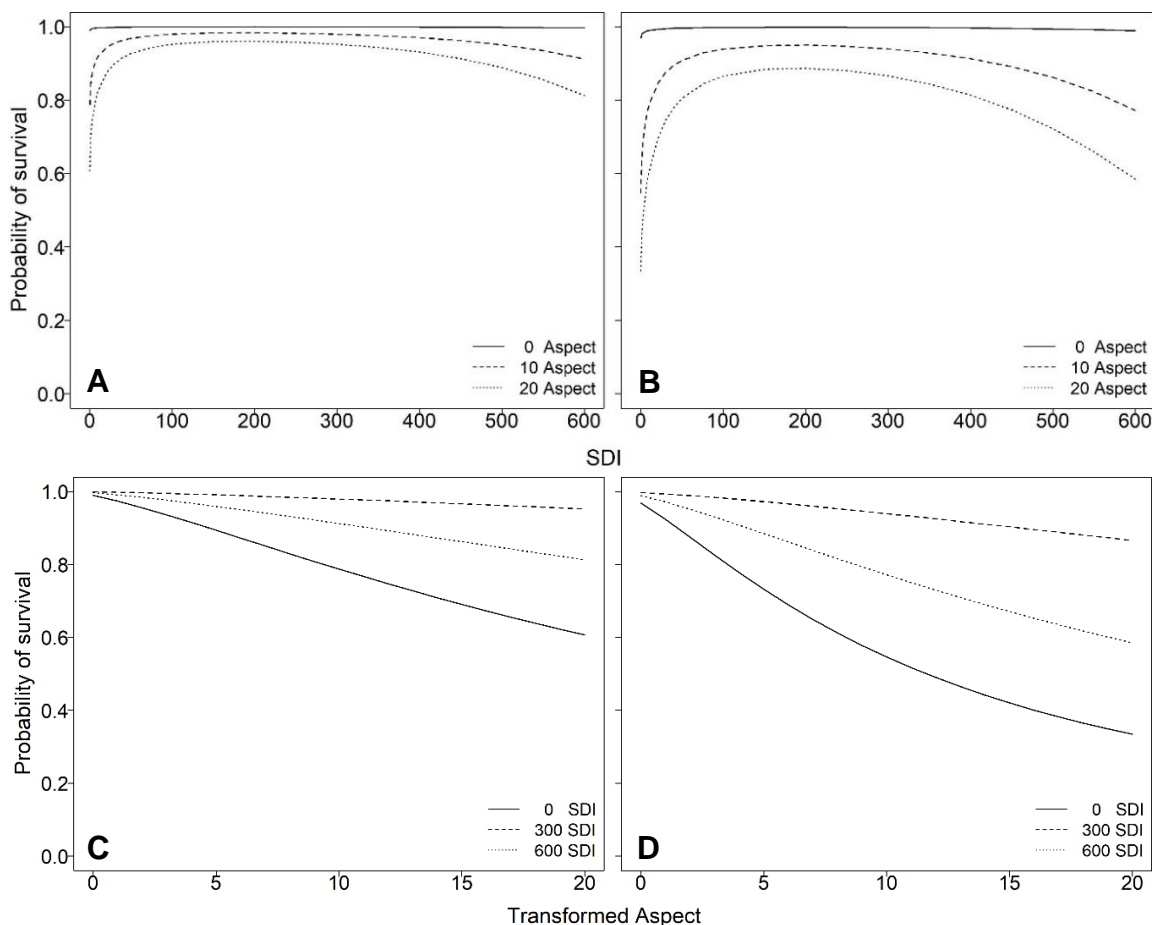 Probability of survival
1.0
0.8
0.6
0.4
0.2
0.0
0 Aspect
10 Aspect
20 Aspect
A
0 100 200 300 400 500 600
0 Aspect
10 Aspect
20 Aspect
B
0 100 200 300 400 500 600
SDI
Probability of survival
1.0
0.8
0.6
0.4
0.2
0.0
0 SDI
300 SDI
600 SDI
C
0 5 10 15 20
0 SDI
300 SDI
600 SDI
D
0 5 10 15 20
Transformed Aspect